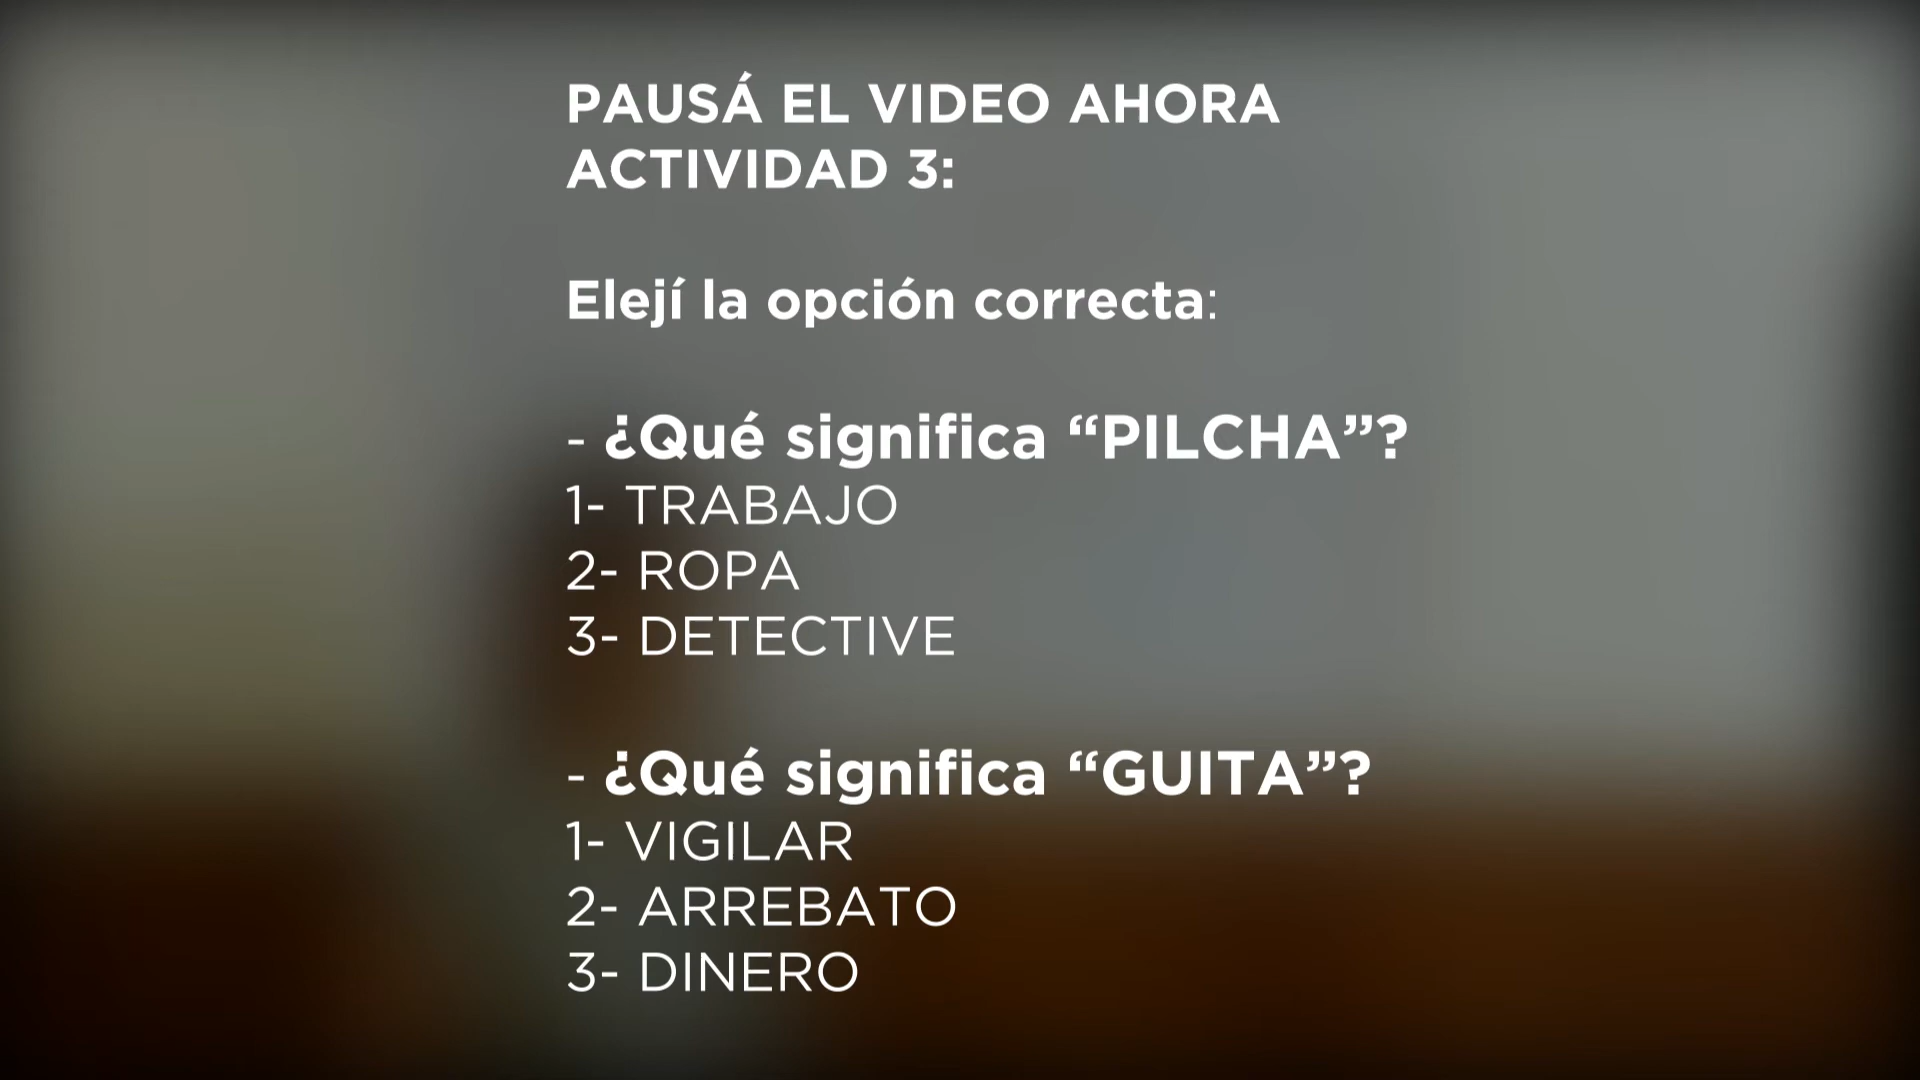 PAUSÁ EL VIDEO AHORA
ACTIVIDAD 3:
Elejí la opción correcta:
- ¿Qué significa “PILCHA”?
1- TRABAJO
2- ROPA
3- DETECTIVE
- ¿Qué significa “GUITA”?
1- VIGILAR
2- ARREBATO
3- DINERO